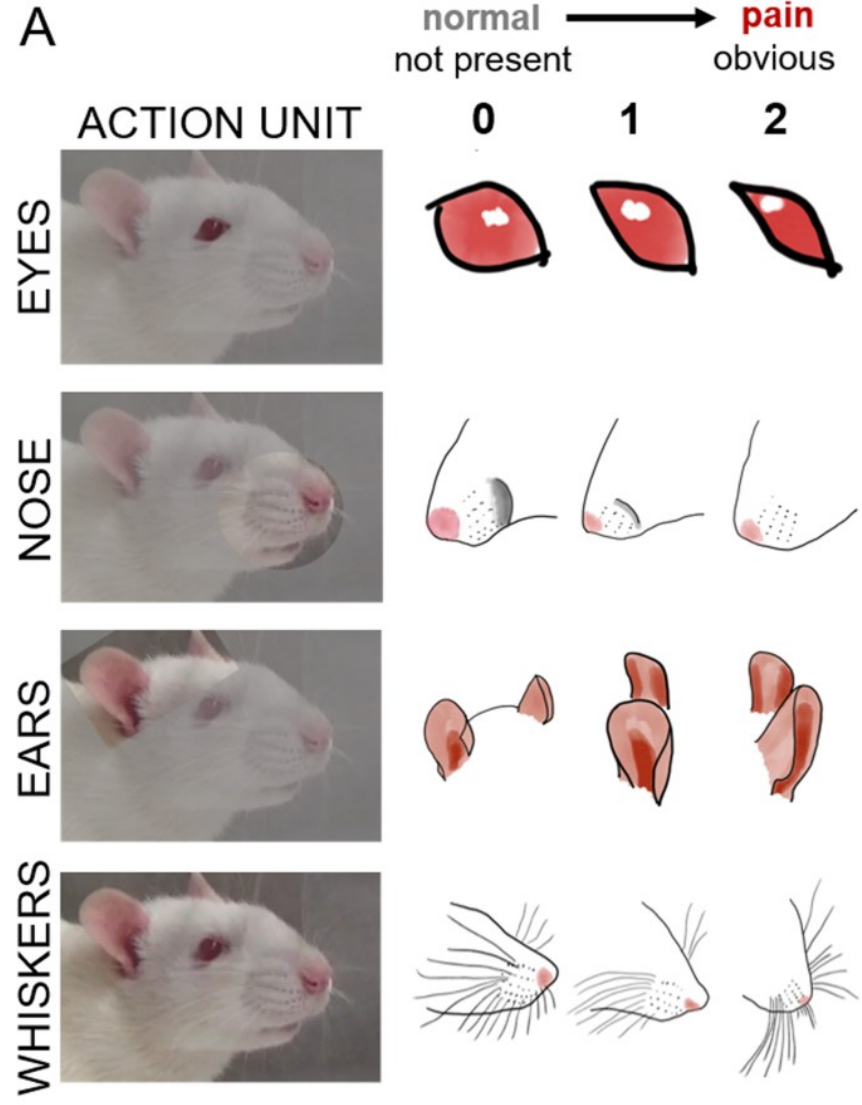 A
normal → pain
not present obvious
ACTION UNIT 0 1 2
EYES
NOSE
EARS
WHISKERS